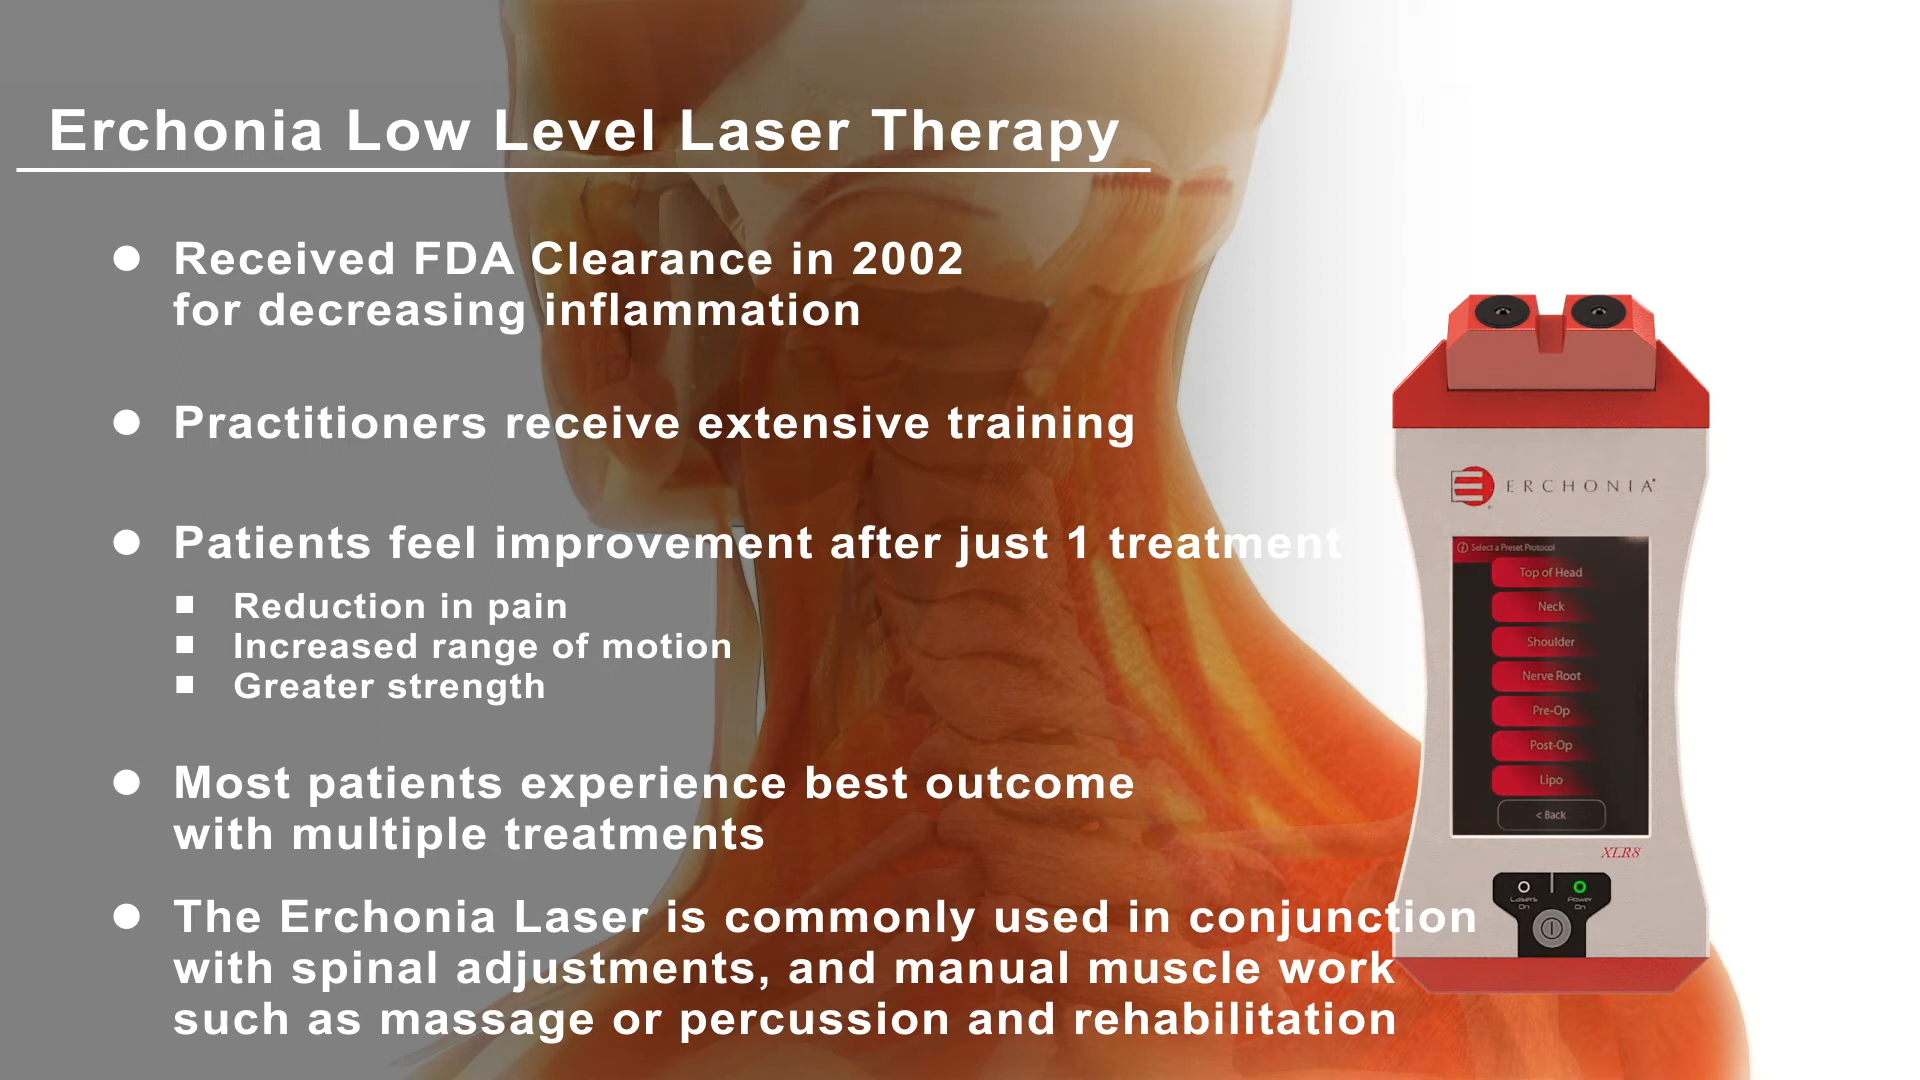 Erchonia Low Level Laser Therapy
● Received FDA Clearance in 2002
for decreasing inflammation
● Practitioners receive extensive training
● Patients feel improvement after just 1 treatment
■ Reduction in pain
■ Increased range of motion
■ Greater strength
● Most patients experience best outcome
with multiple treatments
● The Erchonia Laser is commonly used in conjunction
with spinal adjustments, and manual muscle work
such as massage or percussion and rehabilitation
ERCHONIA
Select a Preset Protocol
Top of Head
Neck
Shoulder
Nerve Root
Pre-Op
Post-Op
Lipo
< Back
XLR8
Lasers On
Power On